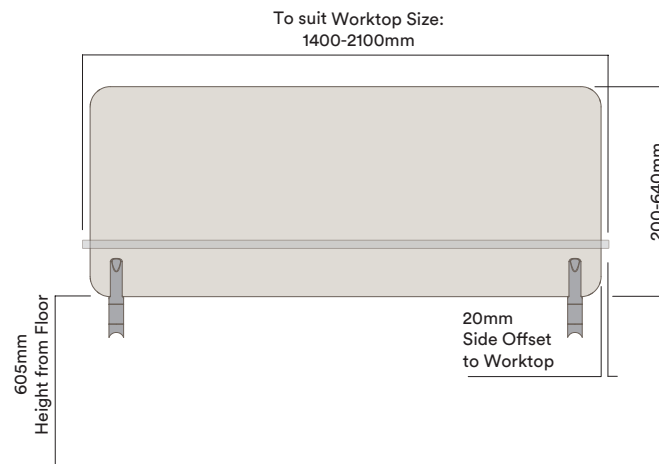 To suit Worktop Size:
1400-2100mm
200-640mm
20mm
Side Offset
to Worktop
605mm
Height from Floor